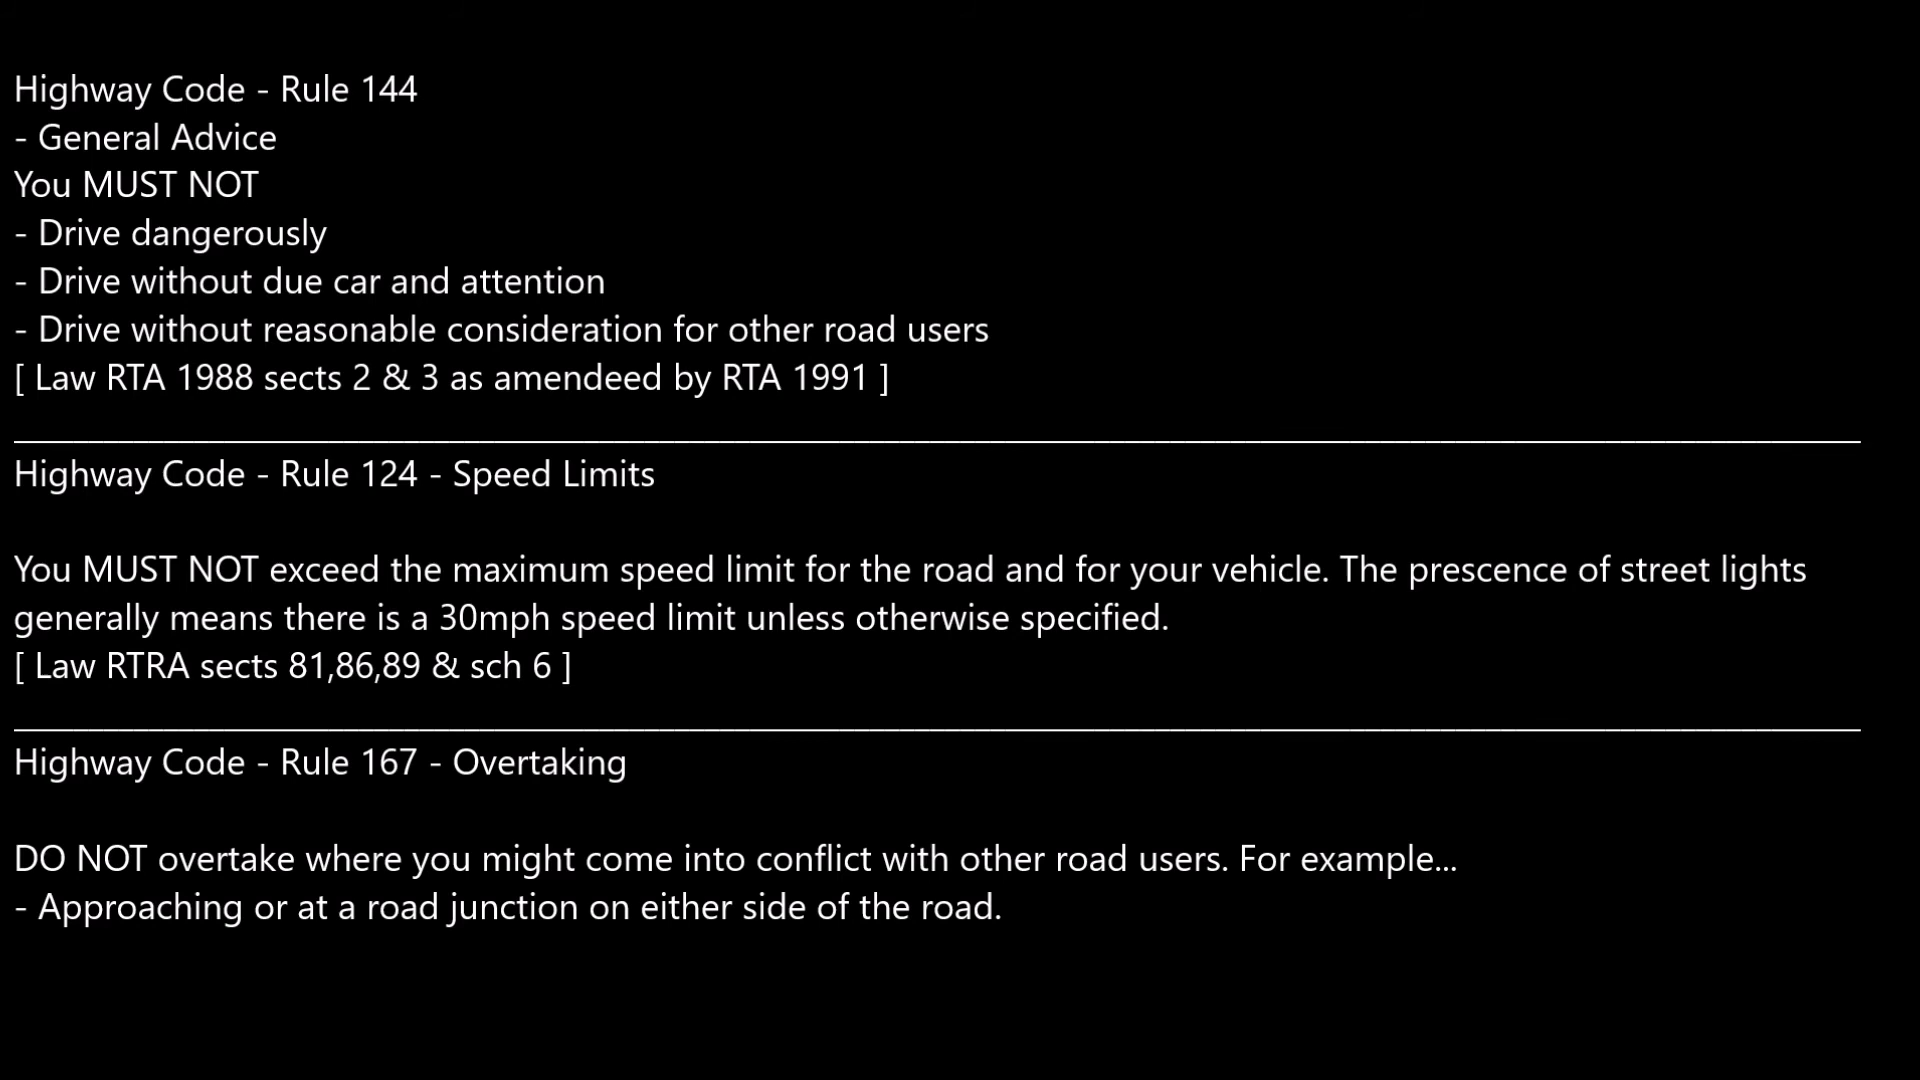 Highway Code - Rule 144
- General Advice
You MUST NOT
- Drive dangerously
- Drive without due car and attention
- Drive without reasonable consideration for other road users
[ Law RTA 1988 sects 2 & 3 as amendeed by RTA 1991 ]
Highway Code - Rule 124 - Speed Limits
You MUST NOT exceed the maximum speed limit for the road and for your vehicle. The prescence of street lights
generally means there is a 30mph speed limit unless otherwise specified.
[ Law RTRA sects 81,86,89 & sch 6 ]
Highway Code - Rule 167 - Overtaking
DO NOT overtake where you might come into conflict with other road users. For example...
- Approaching or at a road junction on either side of the road.